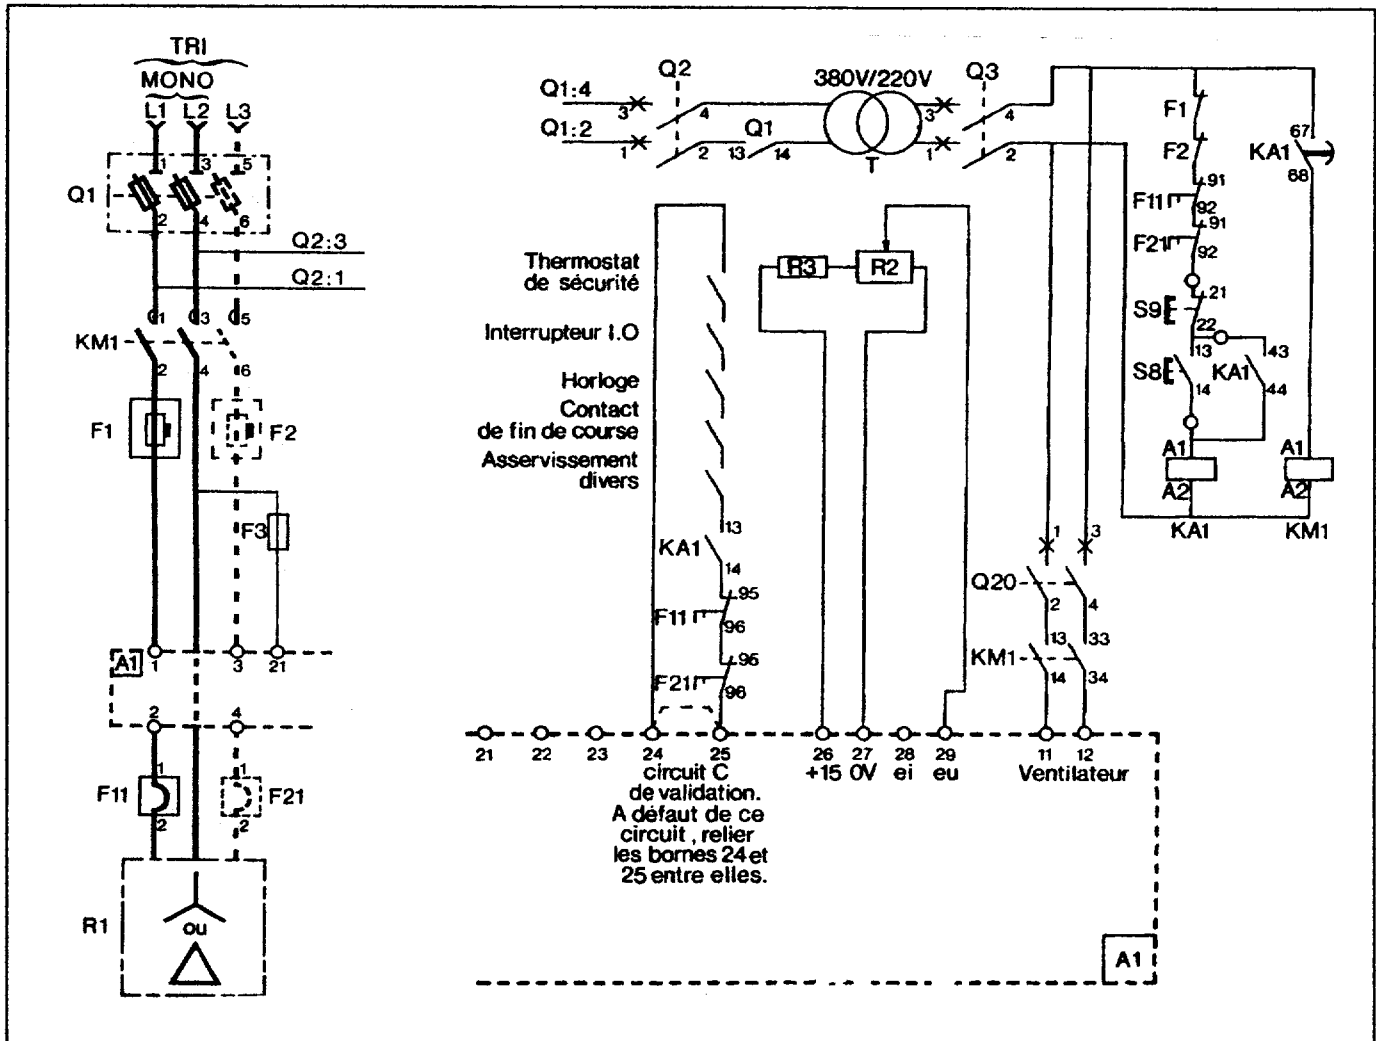 TRI
MONO
L1 L2 L3
1 3 5
Q1
2 4 6
Q2:3
Q2:1
1 3 5
KM1
2 4 6
F1 F2
F3
A1 1 3 21
2 4
1 1
F11 F21
2 2
R1
ou
Q1:4 3 Q2 4 380V/220V 3 Q3 4
Q1:2 1 2 13 Q1 14 T 1 2
Thermostat
de sécurité
Interrupteur I.O
Horloge
Contact
de fin de course
Asservissement
divers
13
KA1
14
95
F11
96
95
F21
96
R3 R2
F1
F2
91
F11
92
91
F21
92
21
S9
22
13 43
S8 KA1
14 44
A1
A2
KA1
67
KA1
68
A1
A2
KM1
1 3
Q20
2 4
13 33
KM1
14 34
21 22 23 24 25 26 27 28 29 11 12
+15 0V ei eu
Ventilateur
circuit C
de validation.
A défaut de ce
circuit, relier
les bornes 24 et
25 entre elles.
A1